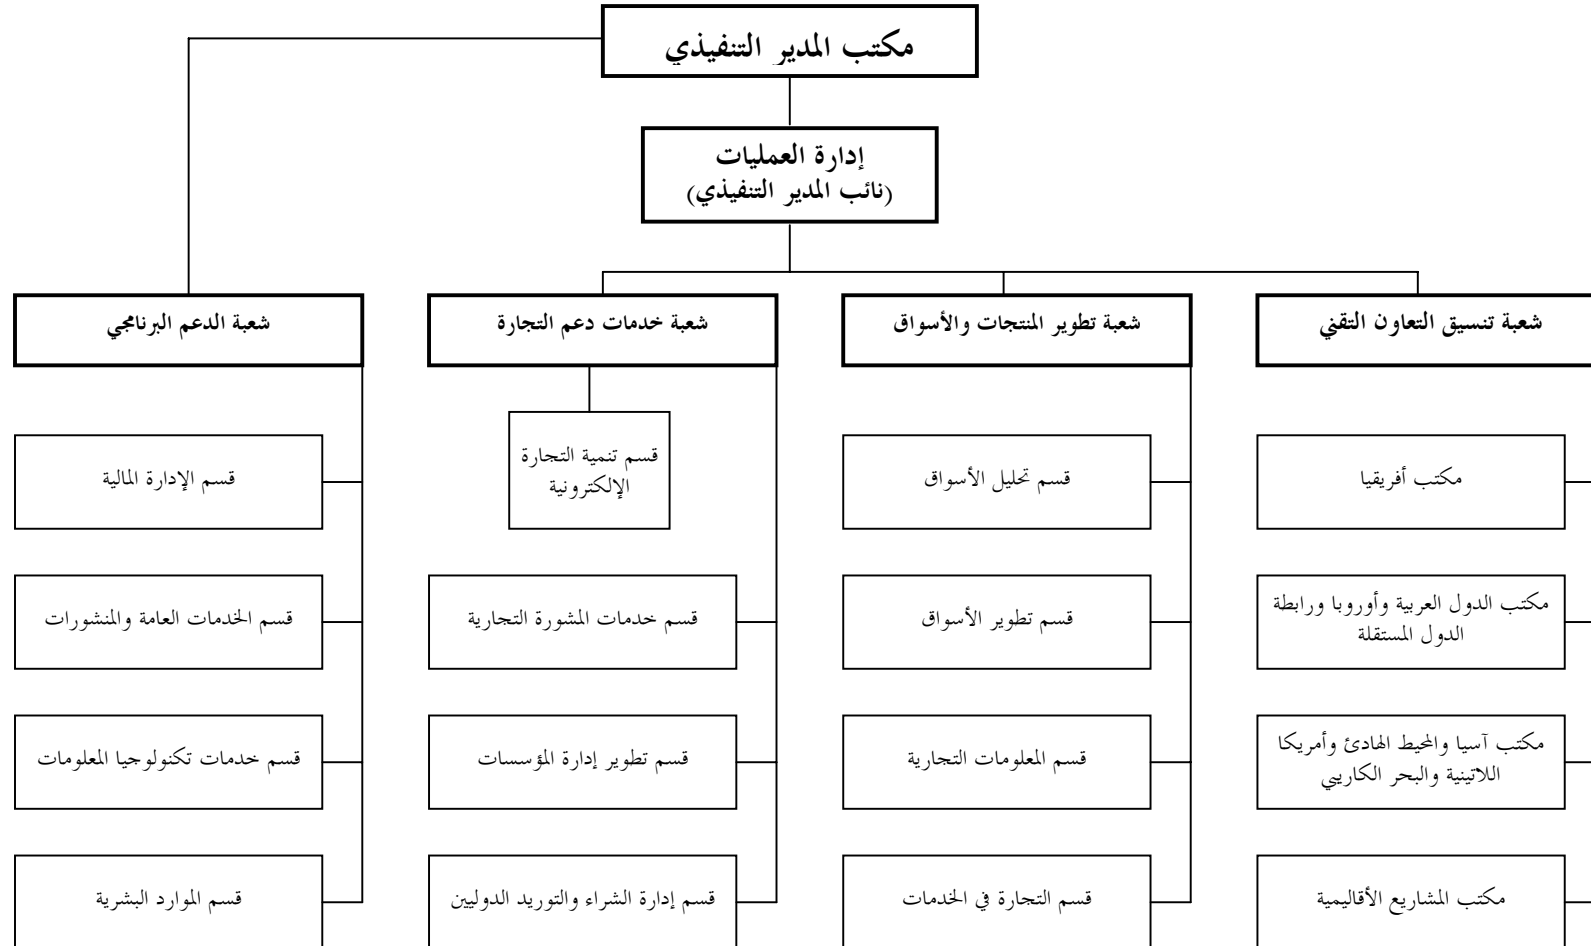 مكتب المدير التنفيذي
إدارة العمليات
(نائب المدير التنفيذي)
شعبة تنسيق التعاون التقني
شعبة تطوير المنتجات والأسواق
شعبة خدمات دعم التجارة
شعبة الدعم البرنامجي
مكتب أفريقيا
قسم تحليل الأسواق
قسم تنمية التجارة
الإلكترونية
قسم الإدارة المالية
مكتب الدول العربية وأوروبا ورابطة
الدول المستقلة
قسم تطوير الأسواق
قسم خدمات المشورة التجارية
قسم الخدمات العامة والمنشورات
مكتب آسيا والمحيط الهادئ وأمريكا
اللاتينية والبحر الكاريبي
قسم المعلومات التجارية
قسم تطوير إدارة المؤسسات
قسم خدمات تكنولوجيا المعلومات
مكتب المشاريع الأقاليمية
قسم التجارة في الخدمات
قسم إدارة الشراء والتوريد الدوليين
قسم الموارد البشرية